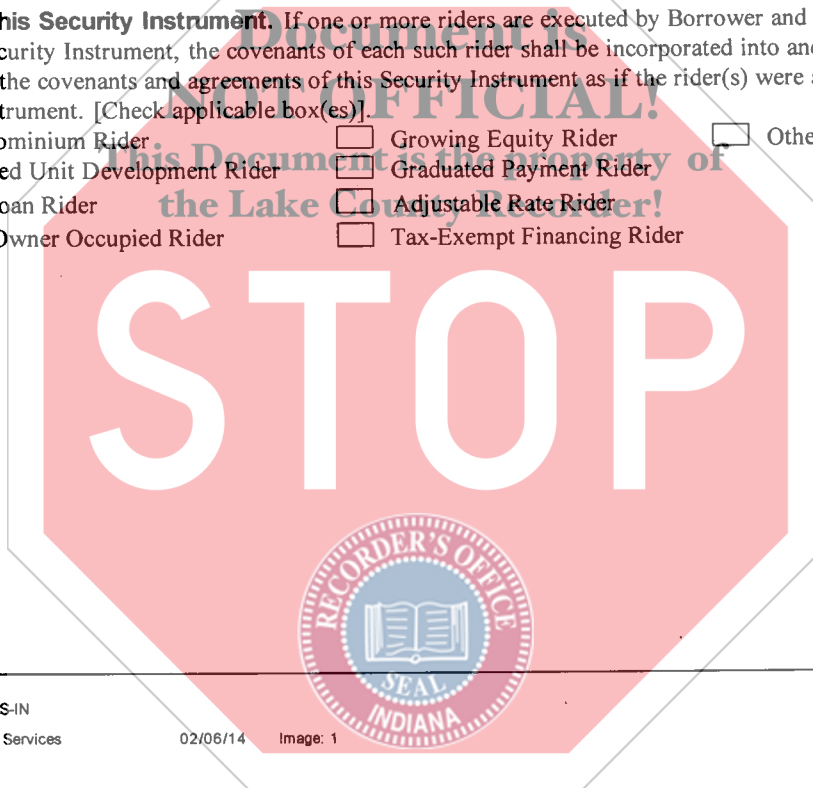 his Security Instrument. If one or more riders are executed by Borrower and
curity Instrument, the covenants of each such rider shall be incorporated into and
the covenants and agreements of this Security Instrument as if the rider(s) were
trument. [Check applicable box(es)].
ominium Rider Growing Equity Rider Othe
ed Unit Development Rider Graduated Payment Rider
oan Rider Adjustable Rate Rider
Owner Occupied Rider Tax-Exempt Financing Rider
Document is
NOT OFFICIAL!
This Document is the property of
the Lake County Recorder!
STOP
RECORDER'S OFFICE
SEAL
INDIANA
S-IN
Services 02/06/14 Image: 1